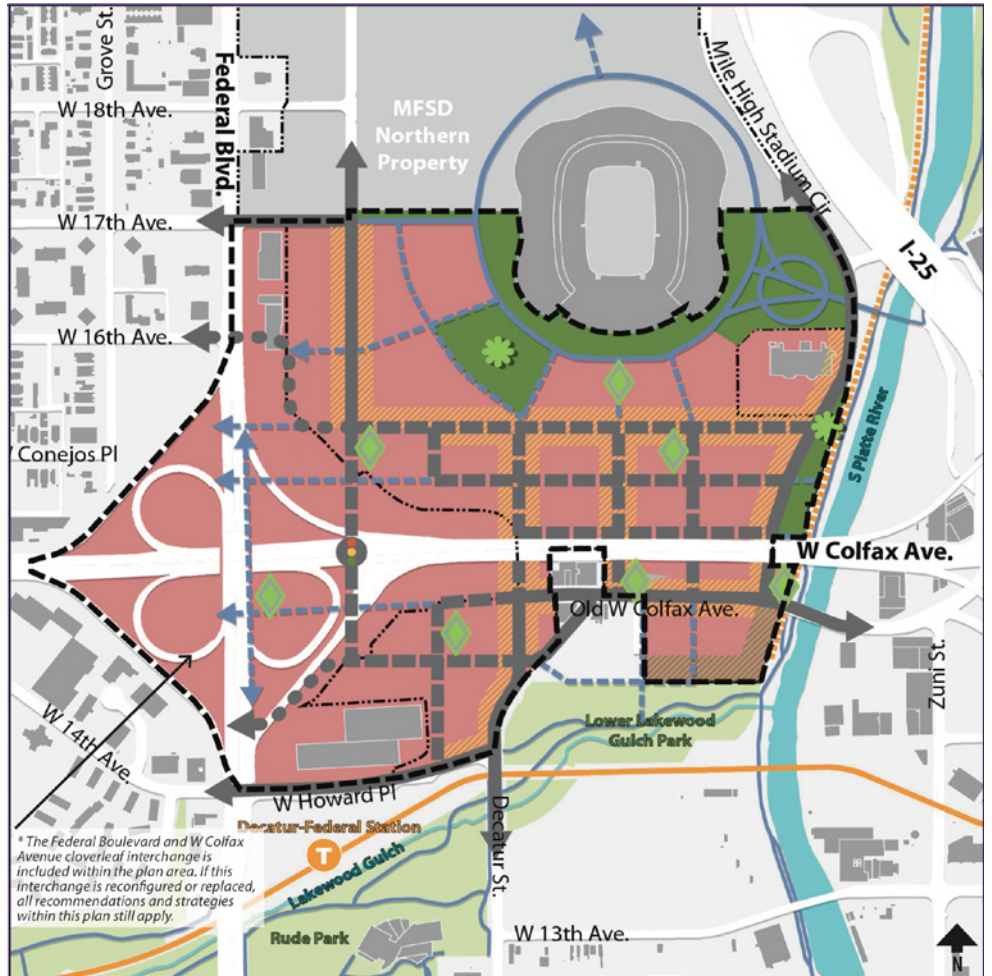 Grove St.
Federal Blvd.
W 18th Ave.
MFSD
Northern
Property
Mile High Stadium Cir
I-25
W 17th Ave.
W 16th Ave.
Conejos Pl
S Platte River
W Colfax Ave.
Old W Colfax Ave.
Zuni St.
W 14th Ave.
Lower Lakewood
Gulch Park
W Howard Pl
Decatur-Federal Station
T
Lakewood Gulch
Decatur St.
* The Federal Boulevard and W Colfax
Avenue cloverleaf interchange is
included within the plan area. If this
interchange is reconfigured or replaced,
all recommendations and strategies
within this plan still apply.
Rude Park
W 13th Ave.
N